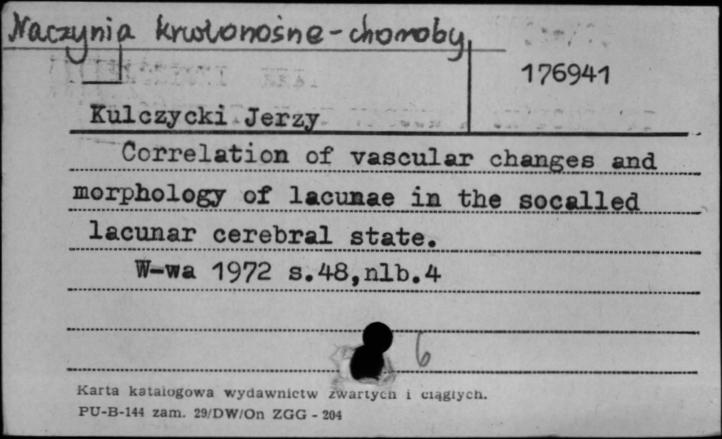 Naczynia krwionośne-choroby
176941
Kulczycki Jerzy
Correlation of vascular changes and
morphology of lacunae in the socalled
lacunar cerebral state.
W-wa 1972 s.48,nlb.4
6
Karta katalogowa wydawnictw zwartych i ciągłych.
PU-B-144 zam. 29/DW/On ZGG - 204